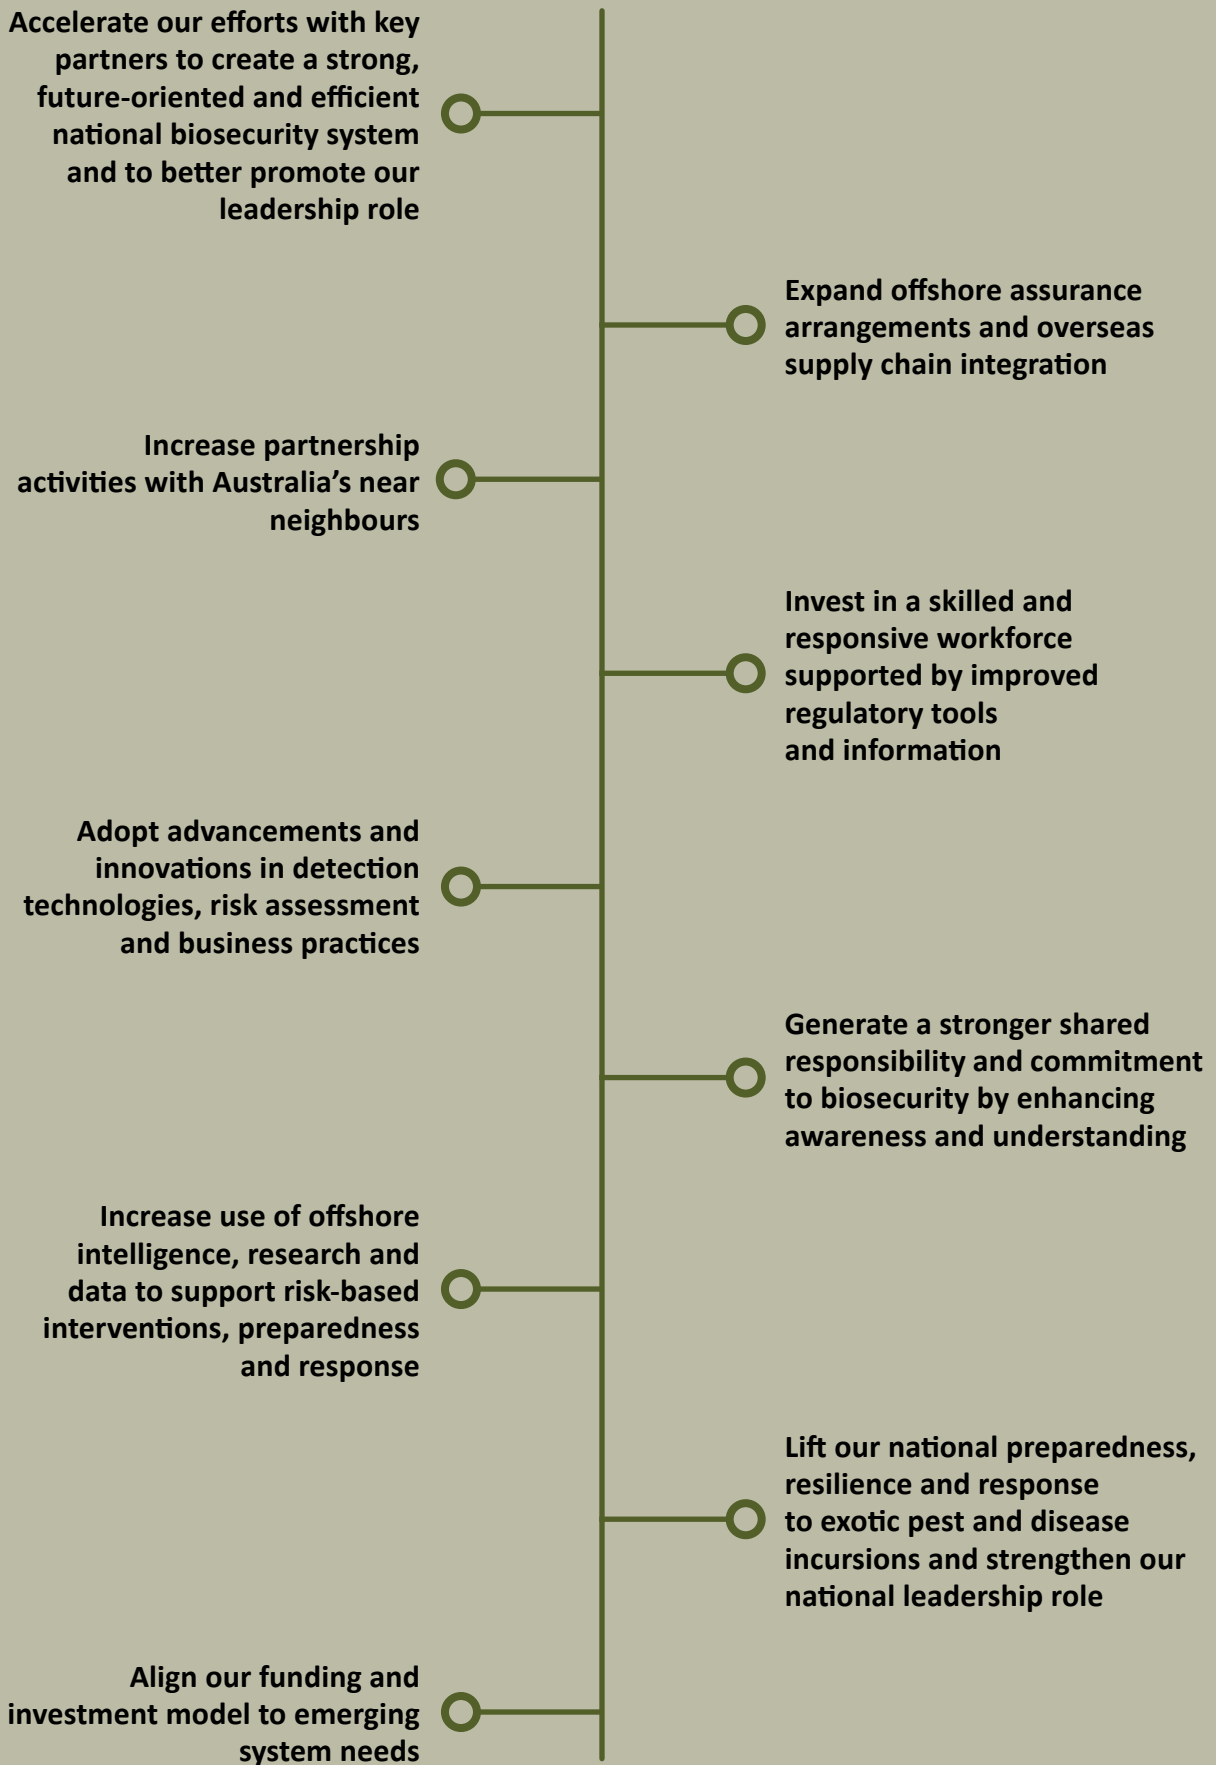 Accelerate our efforts with key
partners to create a strong,
future-oriented and efficient
national biosecurity system
and to better promote our
leadership role
Expand offshore assurance
arrangements and overseas
supply chain integration
Increase partnership
activities with Australia’s near
neighbours
Invest in a skilled and
responsive workforce
supported by improved
regulatory tools
and information
Adopt advancements and
innovations in detection
technologies, risk assessment
and business practices
Generate a stronger shared
responsibility and commitment
to biosecurity by enhancing
awareness and understanding
Increase use of offshore
intelligence, research and
data to support risk-based
interventions, preparedness
and response
Lift our national preparedness,
resilience and response
to exotic pest and disease
incursions and strengthen our
national leadership role
Align our funding and
investment model to emerging
system needs